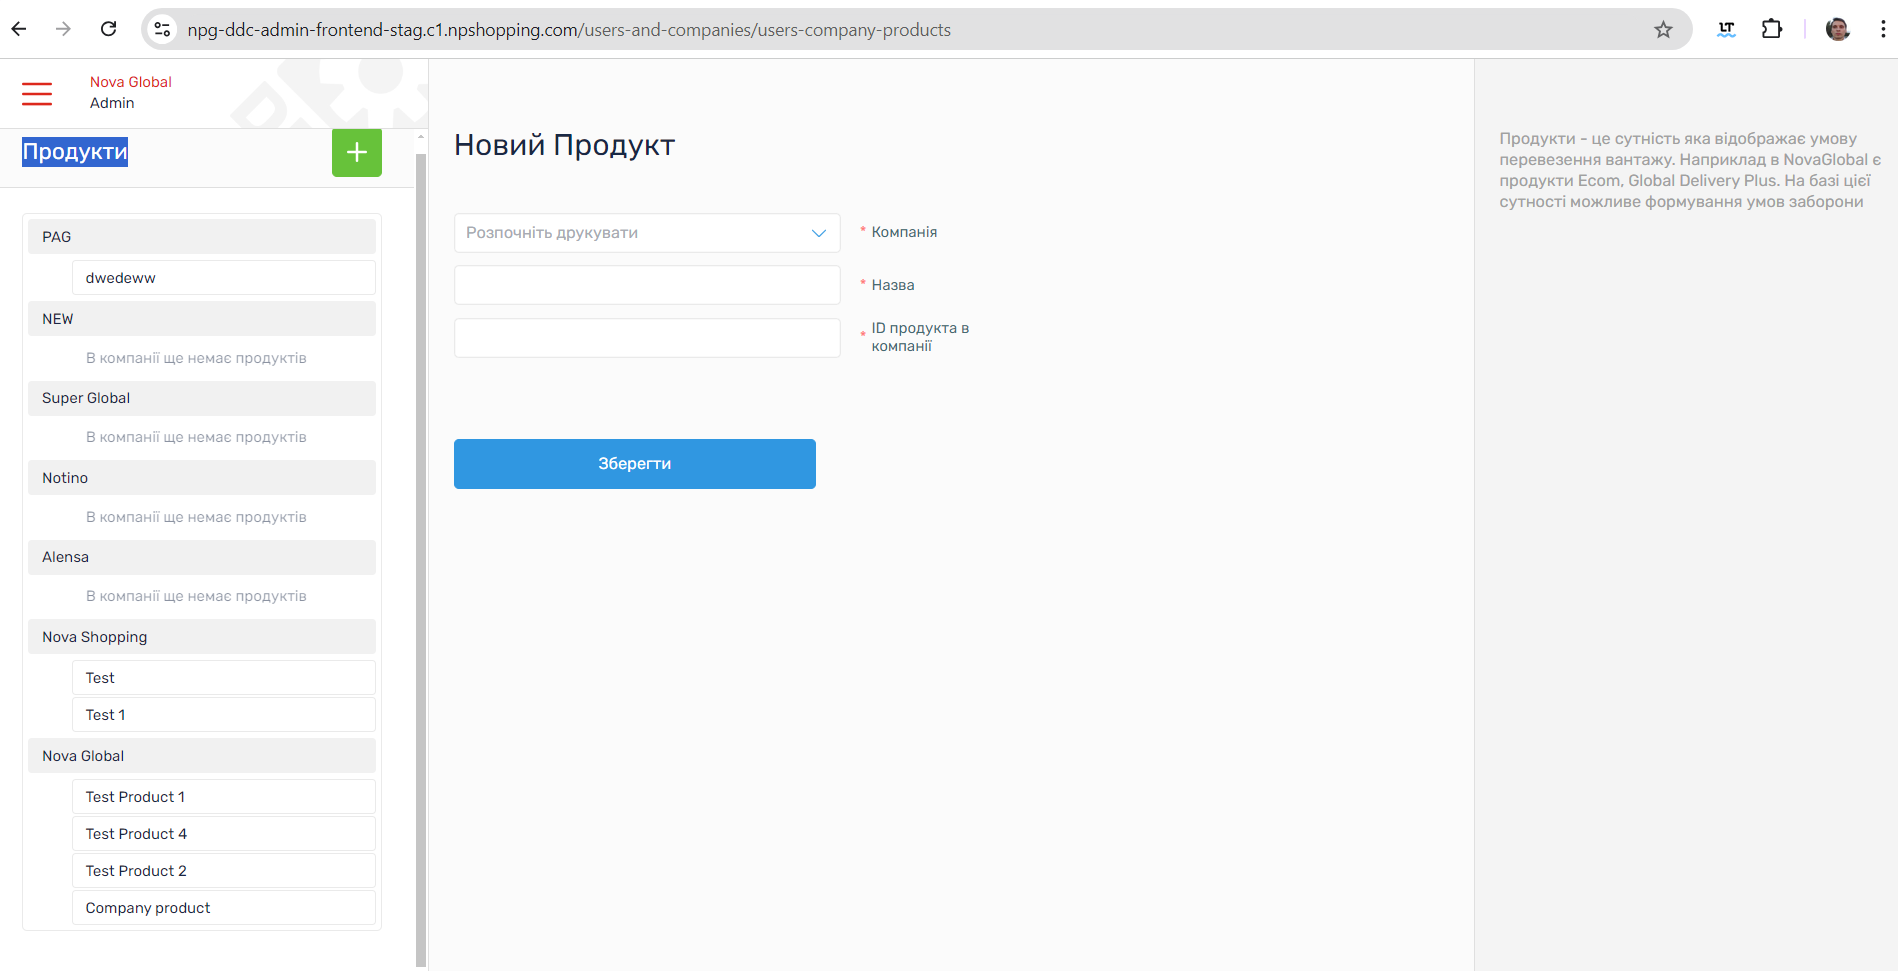 npg-ddc-admin-frontend-stag.c1.npshopping.com/users-and-companies/users-company-products
LT
Nova Global
Admin
Продукти
PAG
dwedeww
NEW
В компанії ще немає продуктів
Super Global
В компанії ще немає продуктів
Notino
В компанії ще немає продуктів
Alensa
В компанії ще немає продуктів
Nova Shopping
Test
Test 1
Nova Global
Test Product 1
Test Product 4
Test Product 2
Company product
Новий Продукт
Розпочніть друкувати
* Компанія
* Назва
* ID продукта в
компанії
Зберегти
Продукти - це сутність яка відображає умову
перевезення вантажу. Наприклад в NovaGlobal є
продукти Ecom, Global Delivery Plus. На базі цієї
сутності можливе формування умов заборони